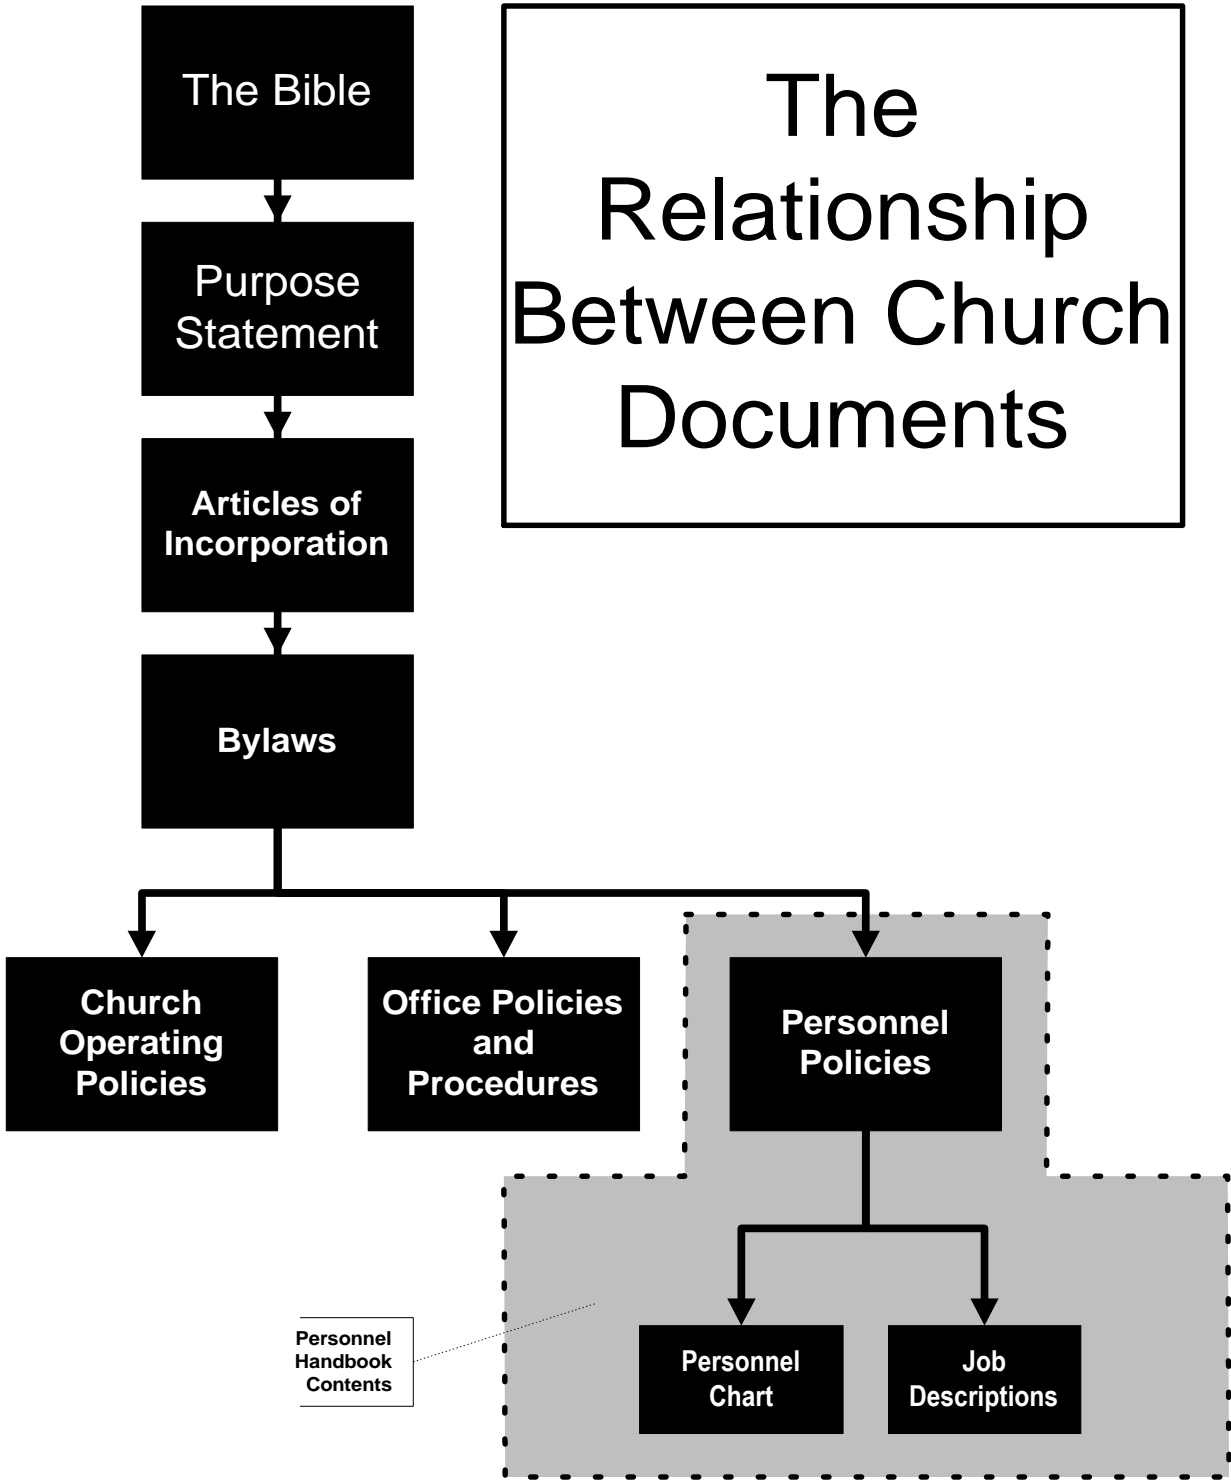 The Bible
The
Relationship
Between Church
Documents
Purpose
Statement
Articles of
Incorporation
Bylaws
Church
Operating
Policies
Office Policies
and
Procedures
Personnel
Policies
Personnel
Handbook
Contents
Personnel
Chart
Job
Descriptions